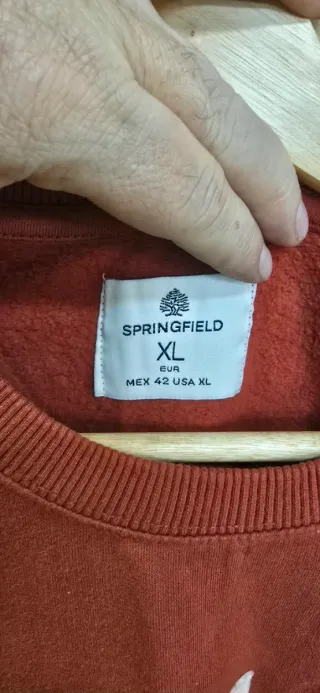 SPRINGFIELD
XL
EUR
MEX 42 USA XL